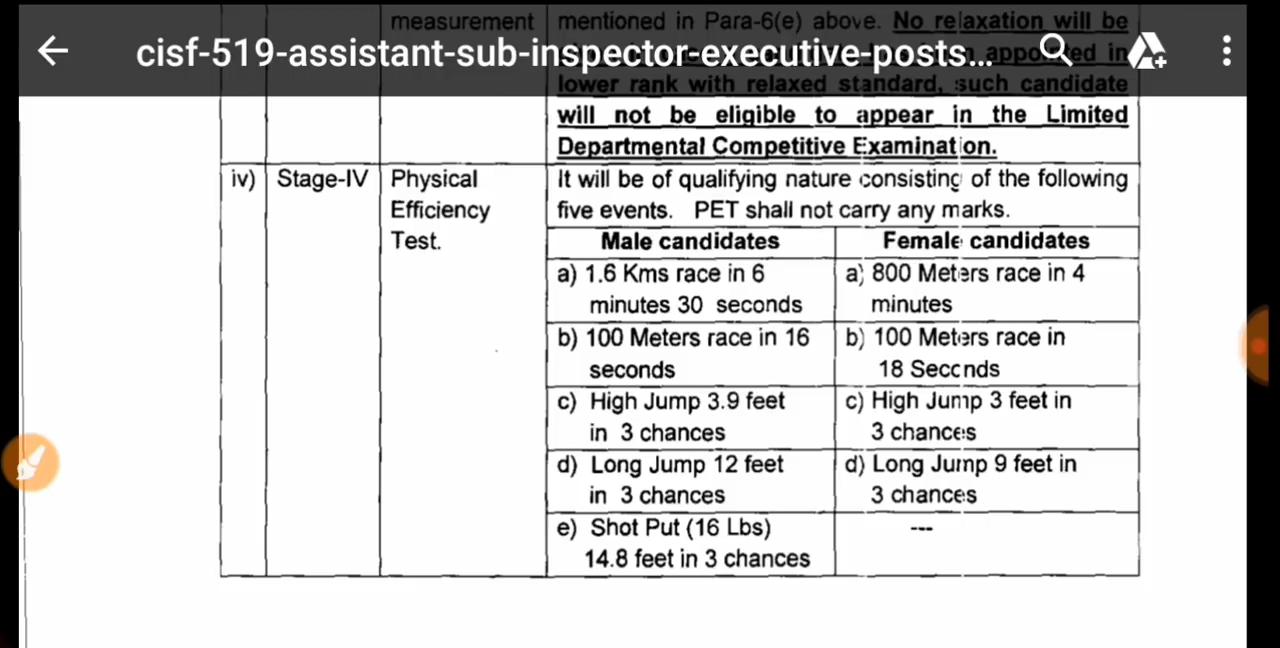 measurement mentioned in Para-6(e) above. No relaxation will be
cisf-519-assistant-sub-inspector-executive-posts...
appointed in
lower rank with relaxed standard, such candidate
will not be eligible to appear in the Limited
Departmental Competitive Examination.
iv) Stage-IV Physical It will be of qualifying nature consisting of the following
Efficiency five events. PET shall not carry any marks.
Test. Male candidates Female candidates
a) 1.6 Kms race in 6 a) 800 Meters race in 4
minutes 30 seconds minutes
b) 100 Meters race in 16 b) 100 Meters race in
seconds 18 Seconds
c) High Jump 3.9 feet c) High Jump 3 feet in
in 3 chances 3 chances
d) Long Jump 12 feet d) Long Jump 9 feet in
in 3 chances 3 chances
e) Shot Put (16 Lbs) ---
14.8 feet in 3 chances